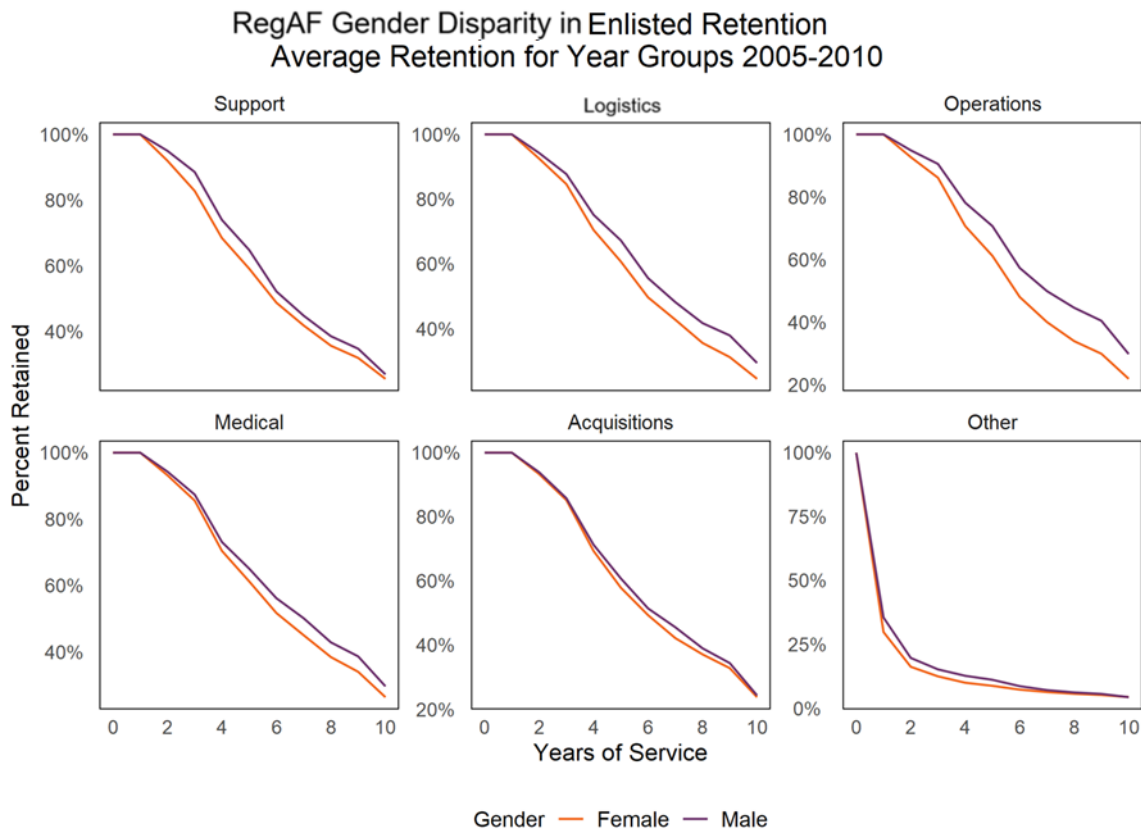 RegAF Gender Disparity in Enlisted Retention
Average Retention for Year Groups 2005-2010
Support
Logistics
Operations
100%
80%
60%
40%
100%
80%
60%
40%
100%
80%
60%
40%
20%
Percent Retained
Medical
Acquisitions
Other
100%
80%
60%
40%
100%
80%
60%
40%
20%
100%
75%
50%
25%
0%
0 2 4 6 8 10
0 2 4 6 8 10
0 2 4 6 8 10
Years of Service
Gender Female Male